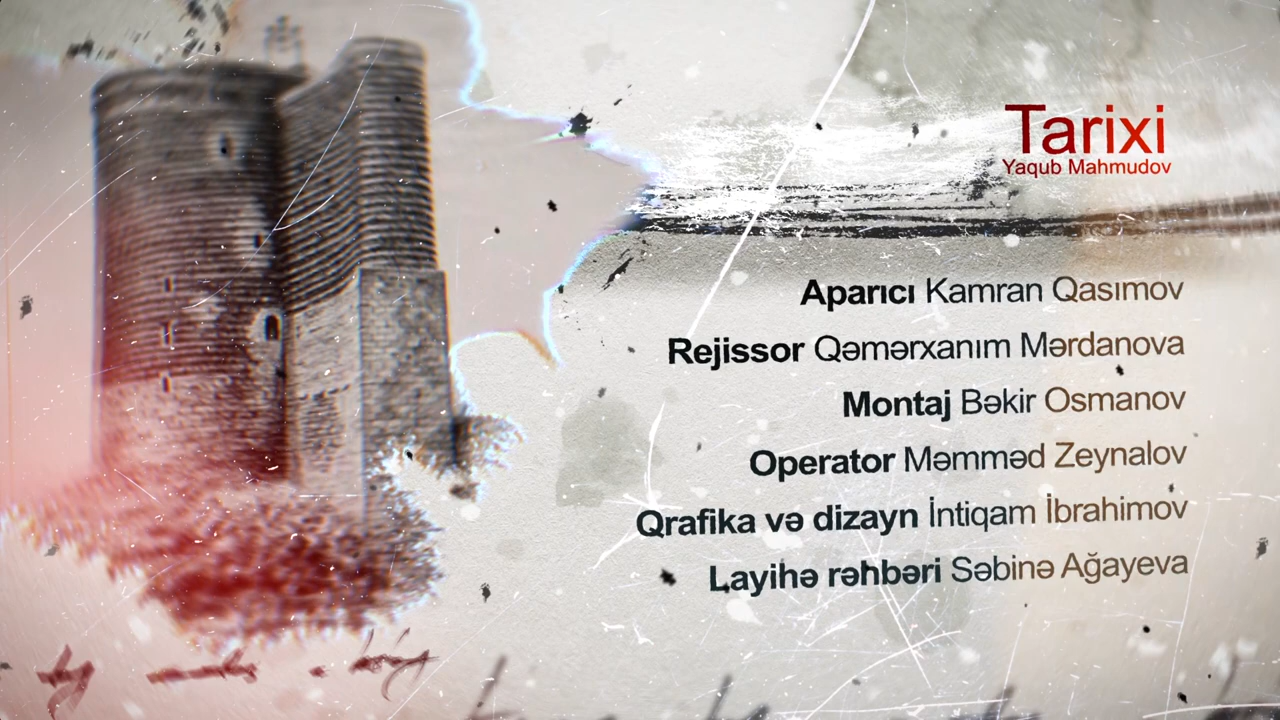 Tarixi
Yaqub Mahmudov
Aparıcı Kamran Qasımov
Rejissor Qəmərxanım Mərdanova
Montaj Bəkir Osmanov
Operator Məmməd Zeynalov
Qrafika və dizayn İntiqam İbrahimov
Layihə rəhbəri Səbinə Ağayeva